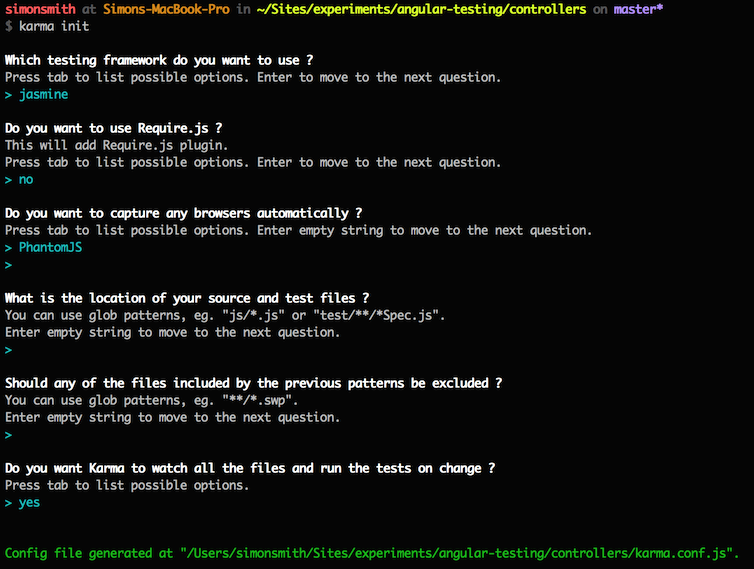 simonsmith at Simons-MacBook-Pro in ~/Sites/experiments/angular-testing/controllers on master*
$ karma init
Which testing framework do you want to use ?
Press tab to list possible options. Enter to move to the next question.
> jasmine
Do you want to use Require.js ?
This will add Require.js plugin.
Press tab to list possible options. Enter to move to the next question.
> no
Do you want to capture any browsers automatically ?
Press tab to list possible options. Enter empty string to move to the next question.
> PhantomJS
>
What is the location of your source and test files ?
You can use glob patterns, eg. "js/*.js" or "test/**/*Spec.js".
Enter empty string to move to the next question.
>
Should any of the files included by the previous patterns be excluded ?
You can use glob patterns, eg. "**/*.swp".
Enter empty string to move to the next question.
>
Do you want Karma to watch all the files and run the tests on change ?
Press tab to list possible options.
> yes
Config file generated at "/Users/simonsmith/Sites/experiments/angular-testing/controllers/karma.conf.js".